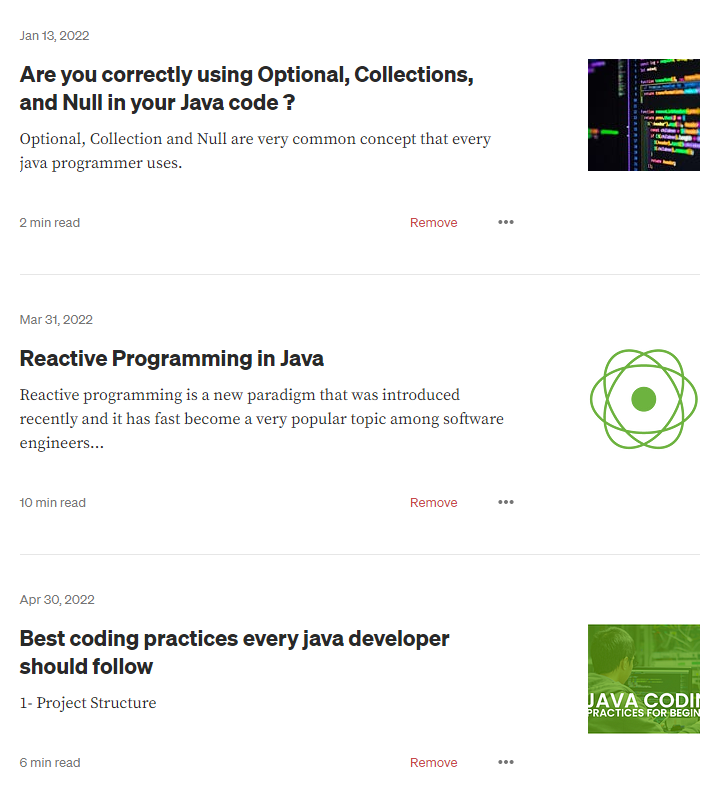 Jan 13, 2022
Are you correctly using Optional, Collections,
and Null in your Java code ?
Optional, Collection and Null are very common concept that every
java programmer uses.
2 min read
Remove
Mar 31, 2022
Reactive Programming in Java
Reactive programming is a new paradigm that was introduced
recently and it has fast become a very popular topic among software
engineers...
10 min read
Remove
Apr 30, 2022
Best coding practices every java developer
should follow
1- Project Structure
JAVA CODI
PRACTICES FOR BEGIN
6 min read
Remove